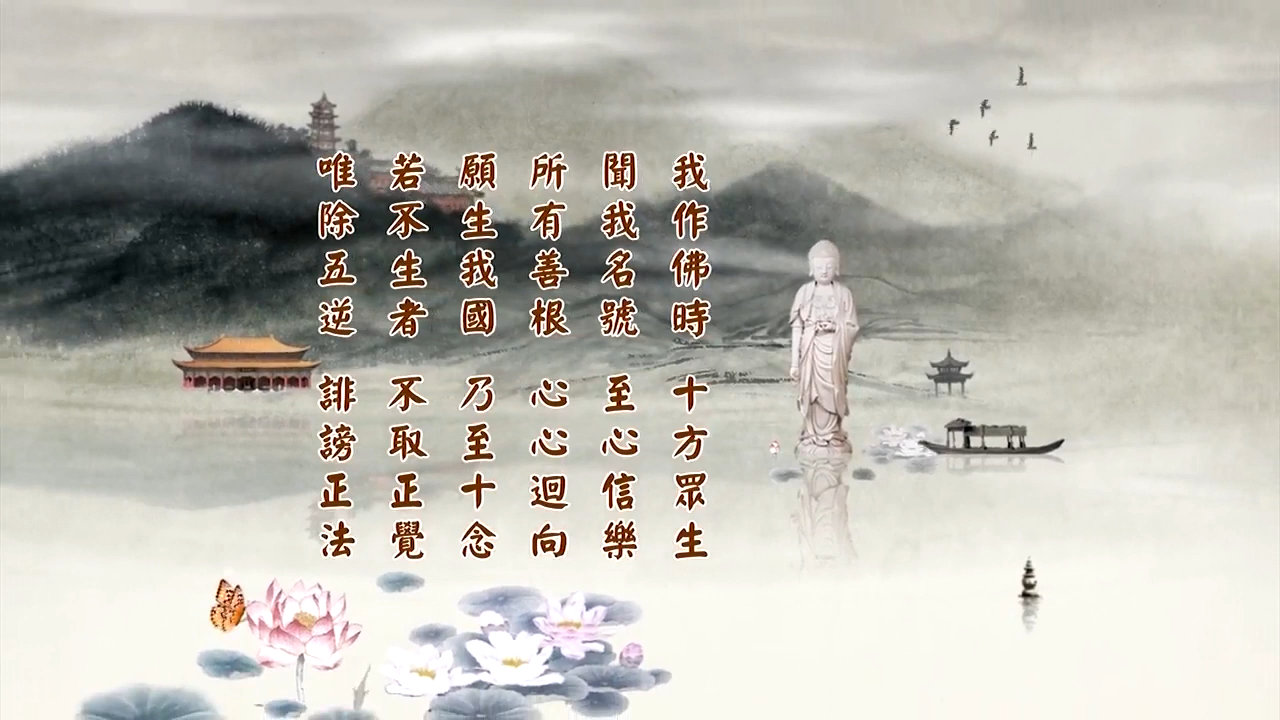 我作佛時 十方眾生
聞我名號 至心信樂
所有善根 心心迴向
願生我國 乃至十念
若不生者 不取正覺
唯除五逆 誹謗正法